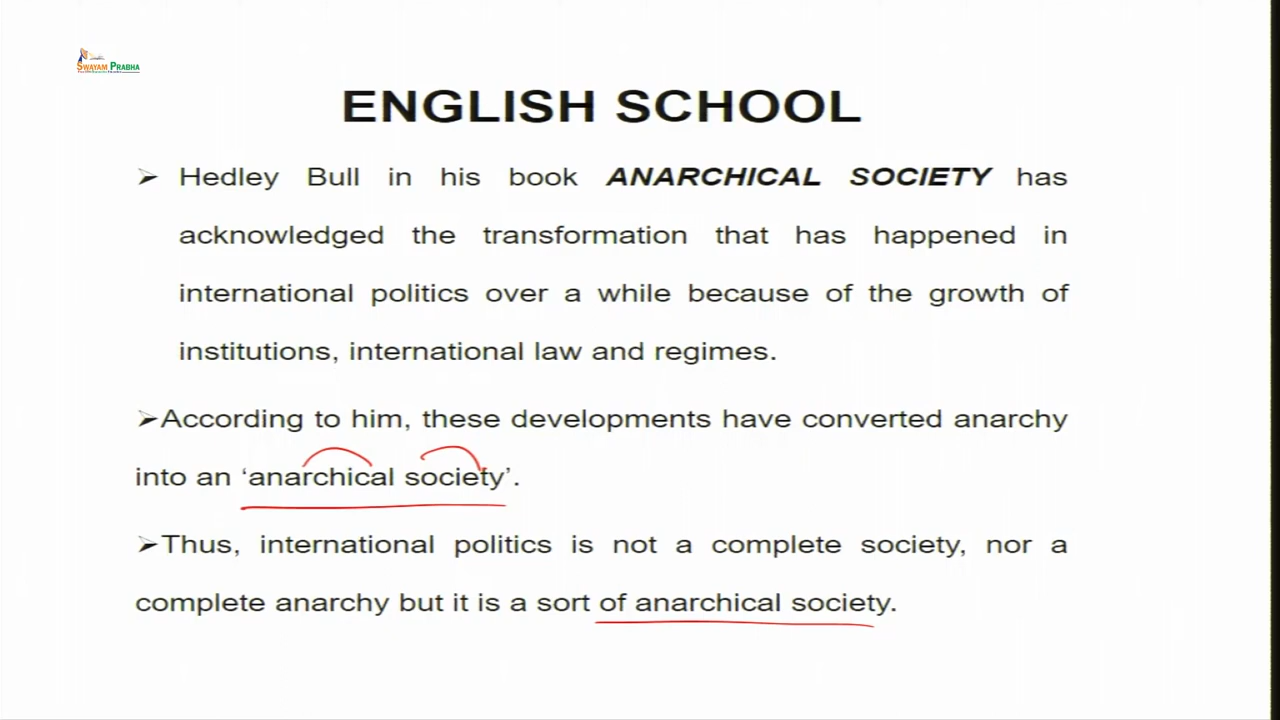 SWAYAM PRABHA
ENGLISH SCHOOL
➢ Hedley Bull in his book ANARCHICAL SOCIETY has
acknowledged the transformation that has happened in
international politics over a while because of the growth of
institutions, international law and regimes.
➢According to him, these developments have converted anarchy
into an ‘anarchical society’.
➢Thus, international politics is not a complete society, nor a
complete anarchy but it is a sort of anarchical society.